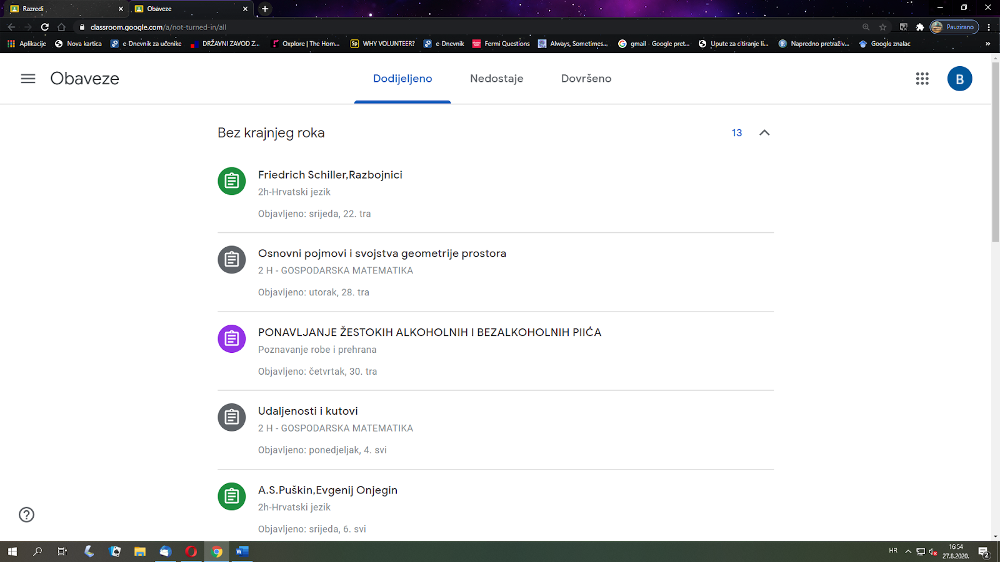 Razredi
Obaveze
classroom.google.com/a/not-turned-in/all
Pauzirano
Aplikacije
Nova kartica
e-Dnevnik za učenike
DRŽAVNI ZAVOD Z...
Oxplore | The Hom...
Sp WHY VOLUNTEER?
e-Dnevnik
Fermi Questions
Always, Sometimes...
gmail - Google pret...
Upute za citiranje li...
Napredno pretraživ...
Google znalac
»
Obaveze
Dodijeljeno
Nedostaje
Dovršeno
B
Bez krajnjeg roka
13
Friedrich Schiller,Razbojnici
2h-Hrvatski jezik
Objavljeno: srijeda, 22. tra
Osnovni pojmovi i svojstva geometrije prostora
2 H - GOSPODARSKA MATEMATIKA
Objavljeno: utorak, 28. tra
PONAVLJANJE ŽESTOKIH ALKOHOLNIH I BEZALKOHOLNIH PIIĆA
Poznavanje robe i prehrana
Objavljeno: četvrtak, 30. tra
Udaljenosti i kutovi
2 H - GOSPODARSKA MATEMATIKA
Objavljeno: ponedjeljak, 4. svi
A.S.Puškin,Evgenij Onjegin
2h-Hrvatski jezik
Objavljeno: srijeda, 6. svi
?
HR
16:54
27.8.2020.
2